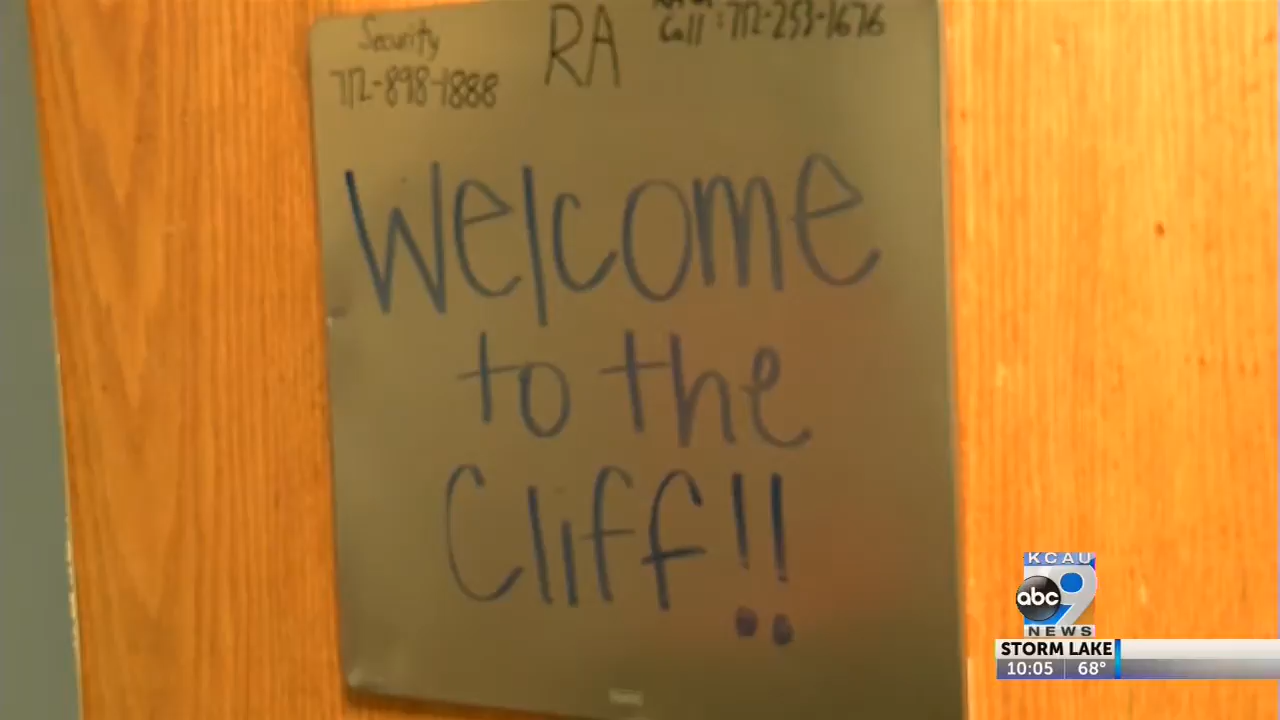 Security
712-898-1888
RA
Call: 712-253-1676
Welcome
to the
Cliff!!
KCAU
abc 9
NEWS
STORM LAKE
10:05 68°